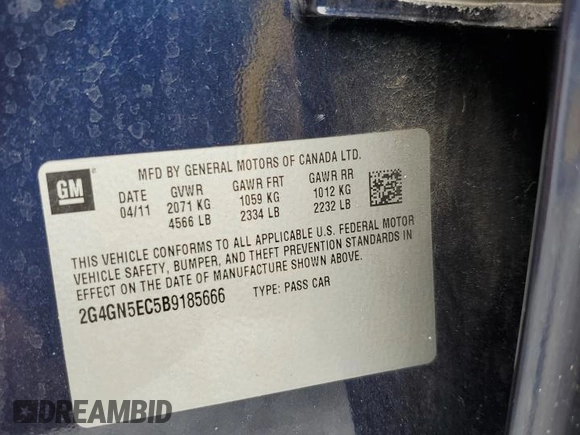 GM
MFD BY GENERAL MOTORS OF CANADA LTD.
DATE GVWR GAWR FRT GAWR RR
04/11 2071 KG 1059 KG 1012 KG
4566 LB 2334 LB 2232 LB
THIS VEHICLE CONFORMS TO ALL APPLICABLE U.S. FEDERAL MOTOR
VEHICLE SAFETY, BUMPER, AND THEFT PREVENTION STANDARDS IN
EFFECT ON THE DATE OF MANUFACTURE SHOWN ABOVE.
2G4GN5EC5B9185666 TYPE: PASS CAR
DREAMBID